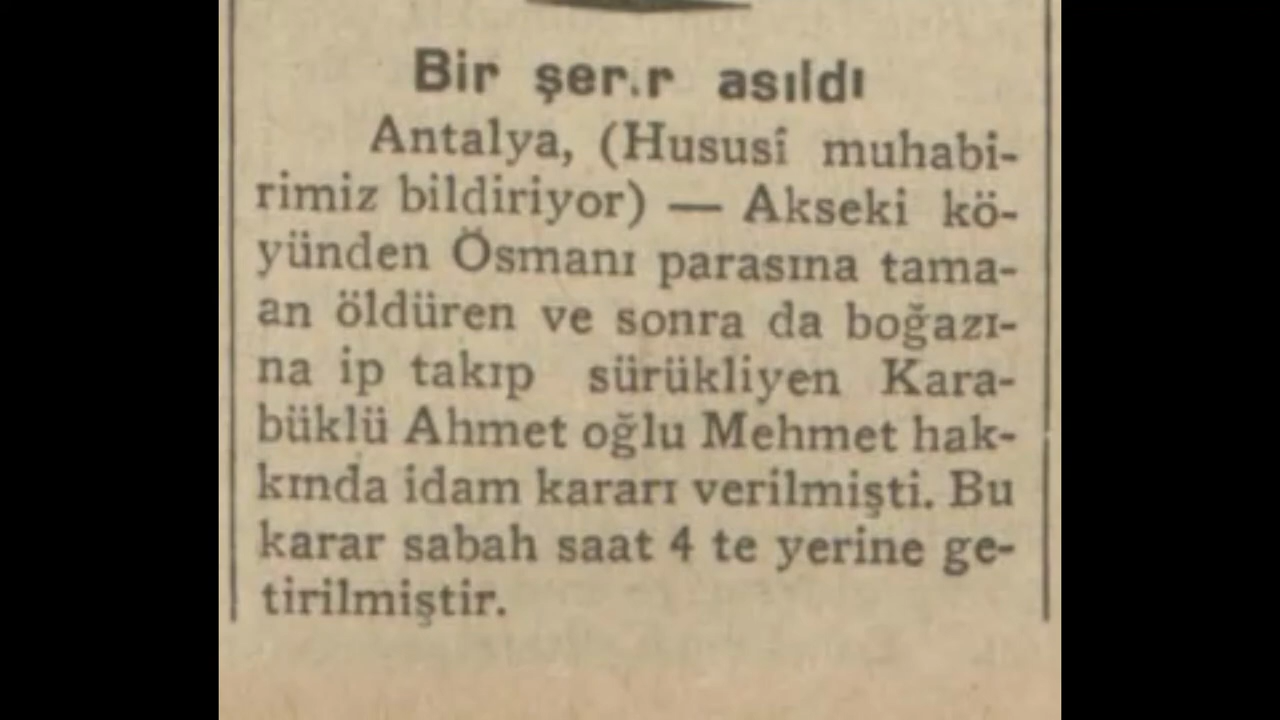 Bir şer.r asıldı
Antalya, (Hususî muhabi-
rimiz bildiriyor) — Akseki kö-
yünden Ösmanı parasına tama-
an öldüren ve sonra da boğazı-
na ip takıp sürükliyen Kara-
büklü Ahmet oğlu Mehmet hak-
kında idam kararı verilmişti. Bu
karar sabah saat 4 te yerine ge-
tirilmiştir.